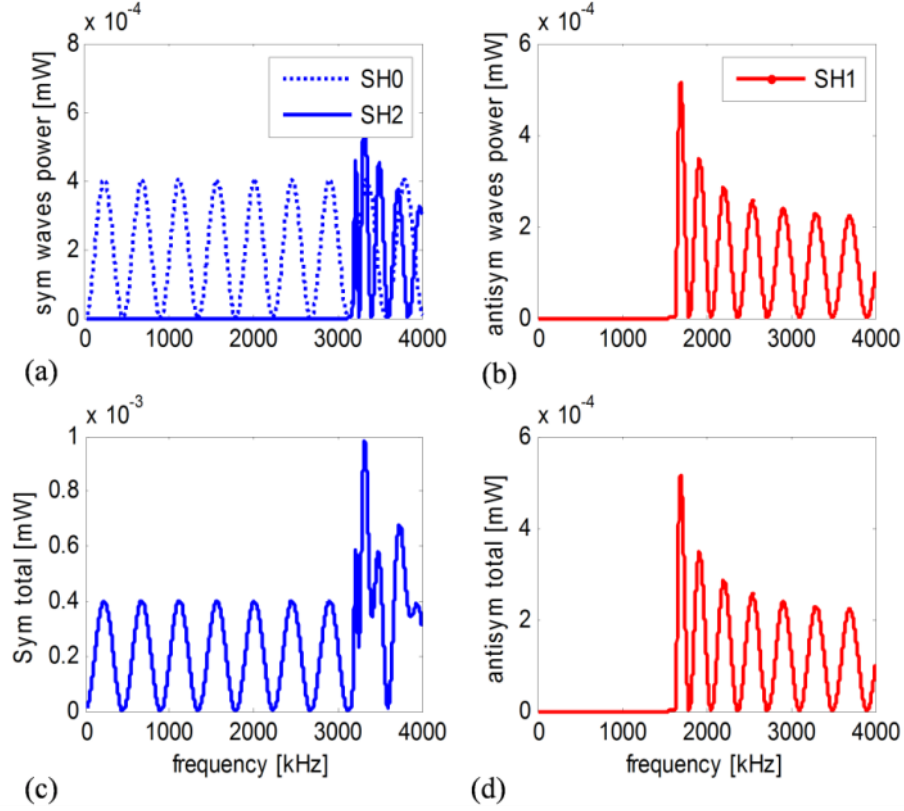 x 10^-4
sym waves power [mW]
8
6
4
2
0
0 1000 2000 3000 4000
SH0
SH2
(a)
x 10^-4
antisym waves power [mW]
6
4
2
0
0 1000 2000 3000 4000
SH1
(b)
x 10^-3
Sym total [mW]
1
0.8
0.6
0.4
0.2
0
0 1000 2000 3000 4000
frequency [kHz]
(c)
x 10^-4
antisym total [mW]
6
4
2
0
0 1000 2000 3000 4000
frequency [kHz]
(d)